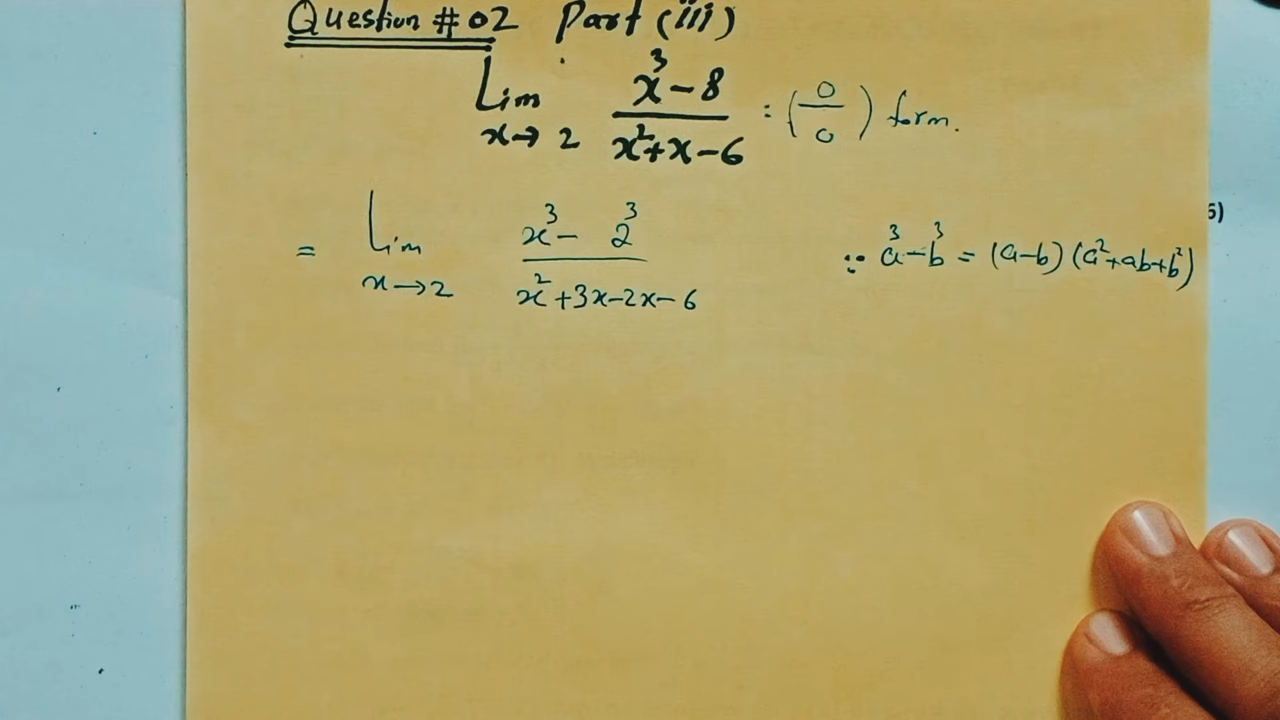 Question # 02 Part (iii)
Lim x→2 x³-8 / x²+x-6 : (0/0) form.
= Lim x→2 x³- 2³ / x²+3x-2x-6 ∵ a³-b³ = (a-b)(a²+ab+b²)
5)